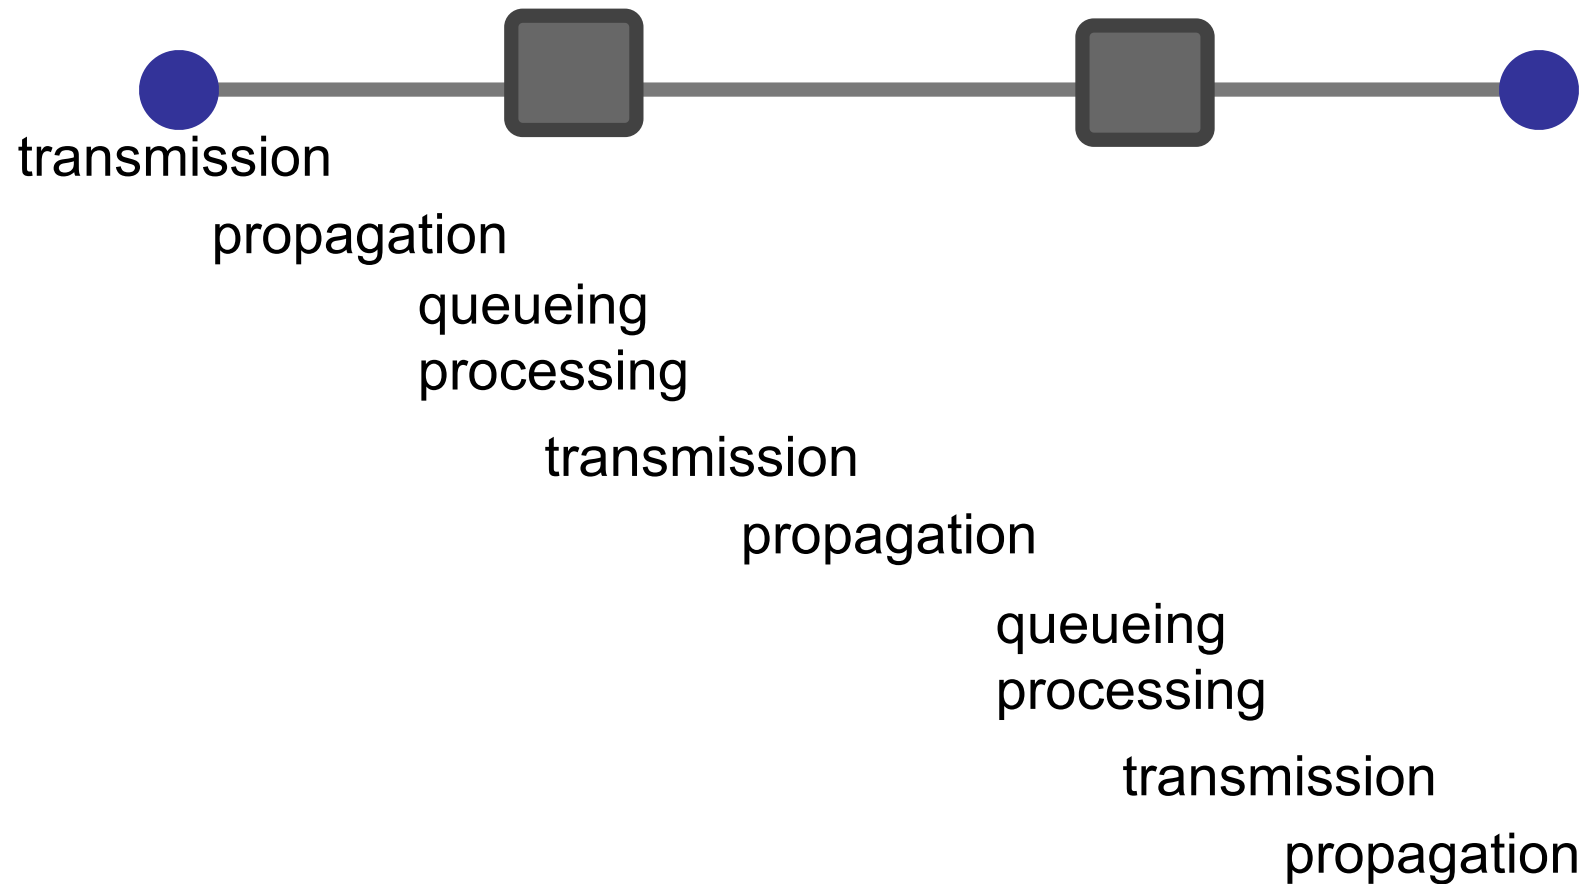 transmission
propagation
queueing
processing
transmission
propagation
queueing
processing
transmission
propagation